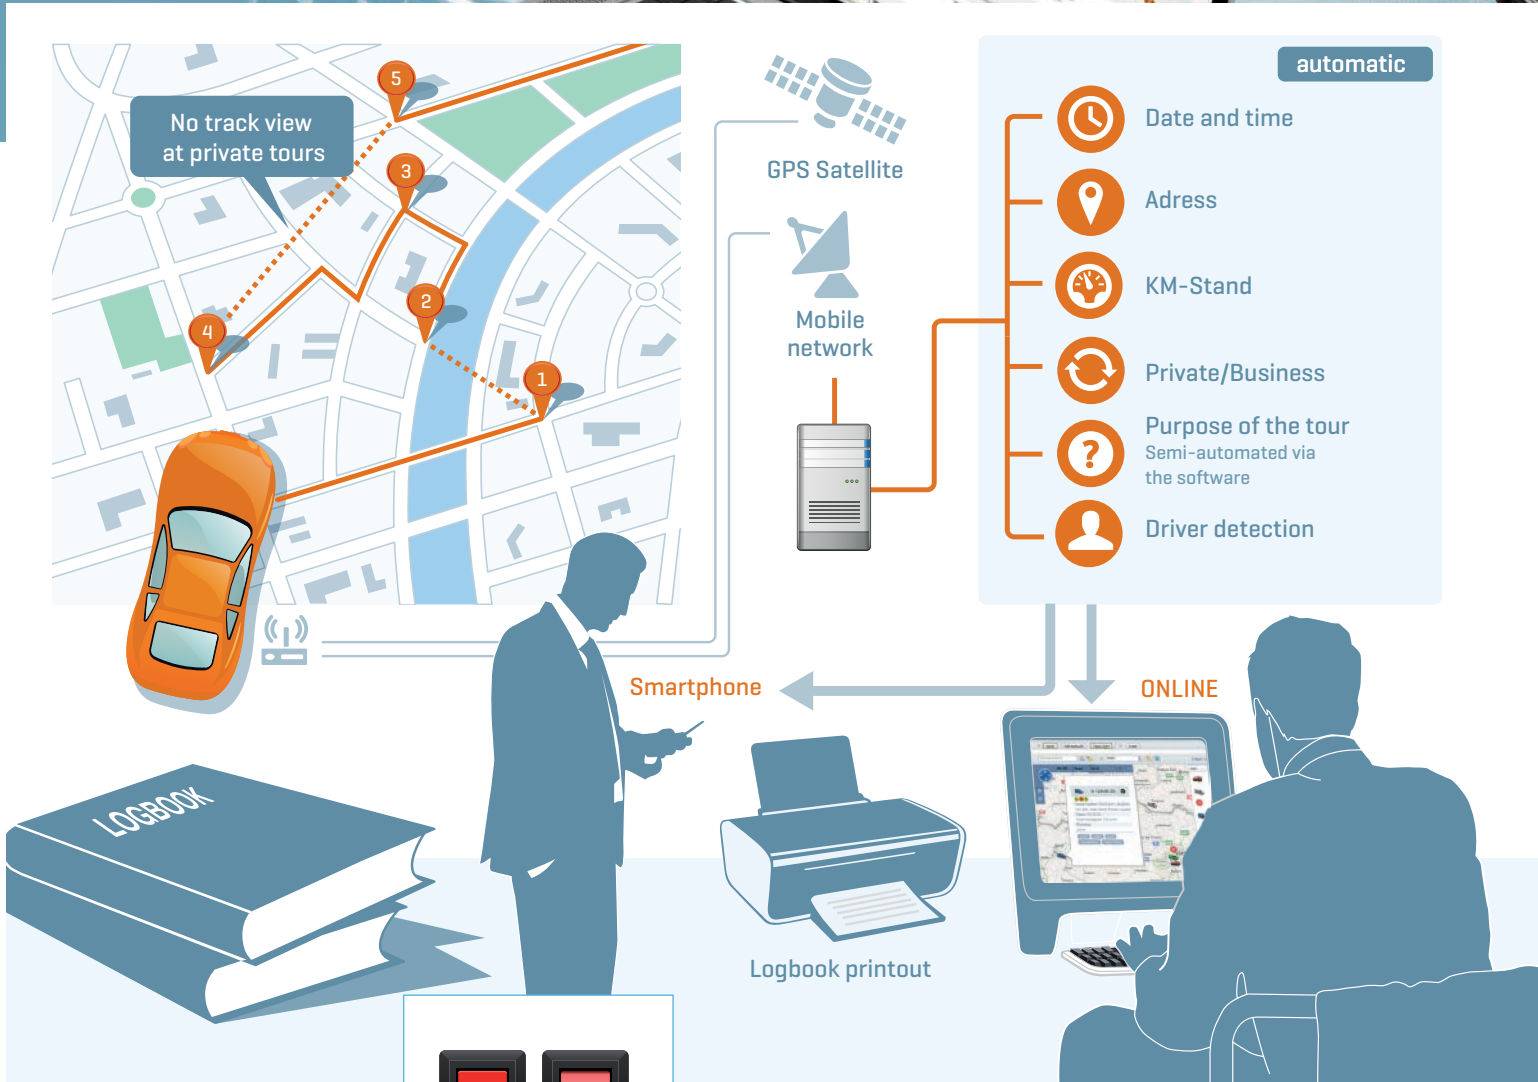 automatic
5
No track view
at private tours
3
2
4
1
GPS Satellite
Mobile
network
Date and time
Adress
KM-Stand
Private/Business
?
Purpose of the tour
Semi-automated via
the software
Driver detection
Smartphone
ONLINE
LOGBOOK
Logbook printout